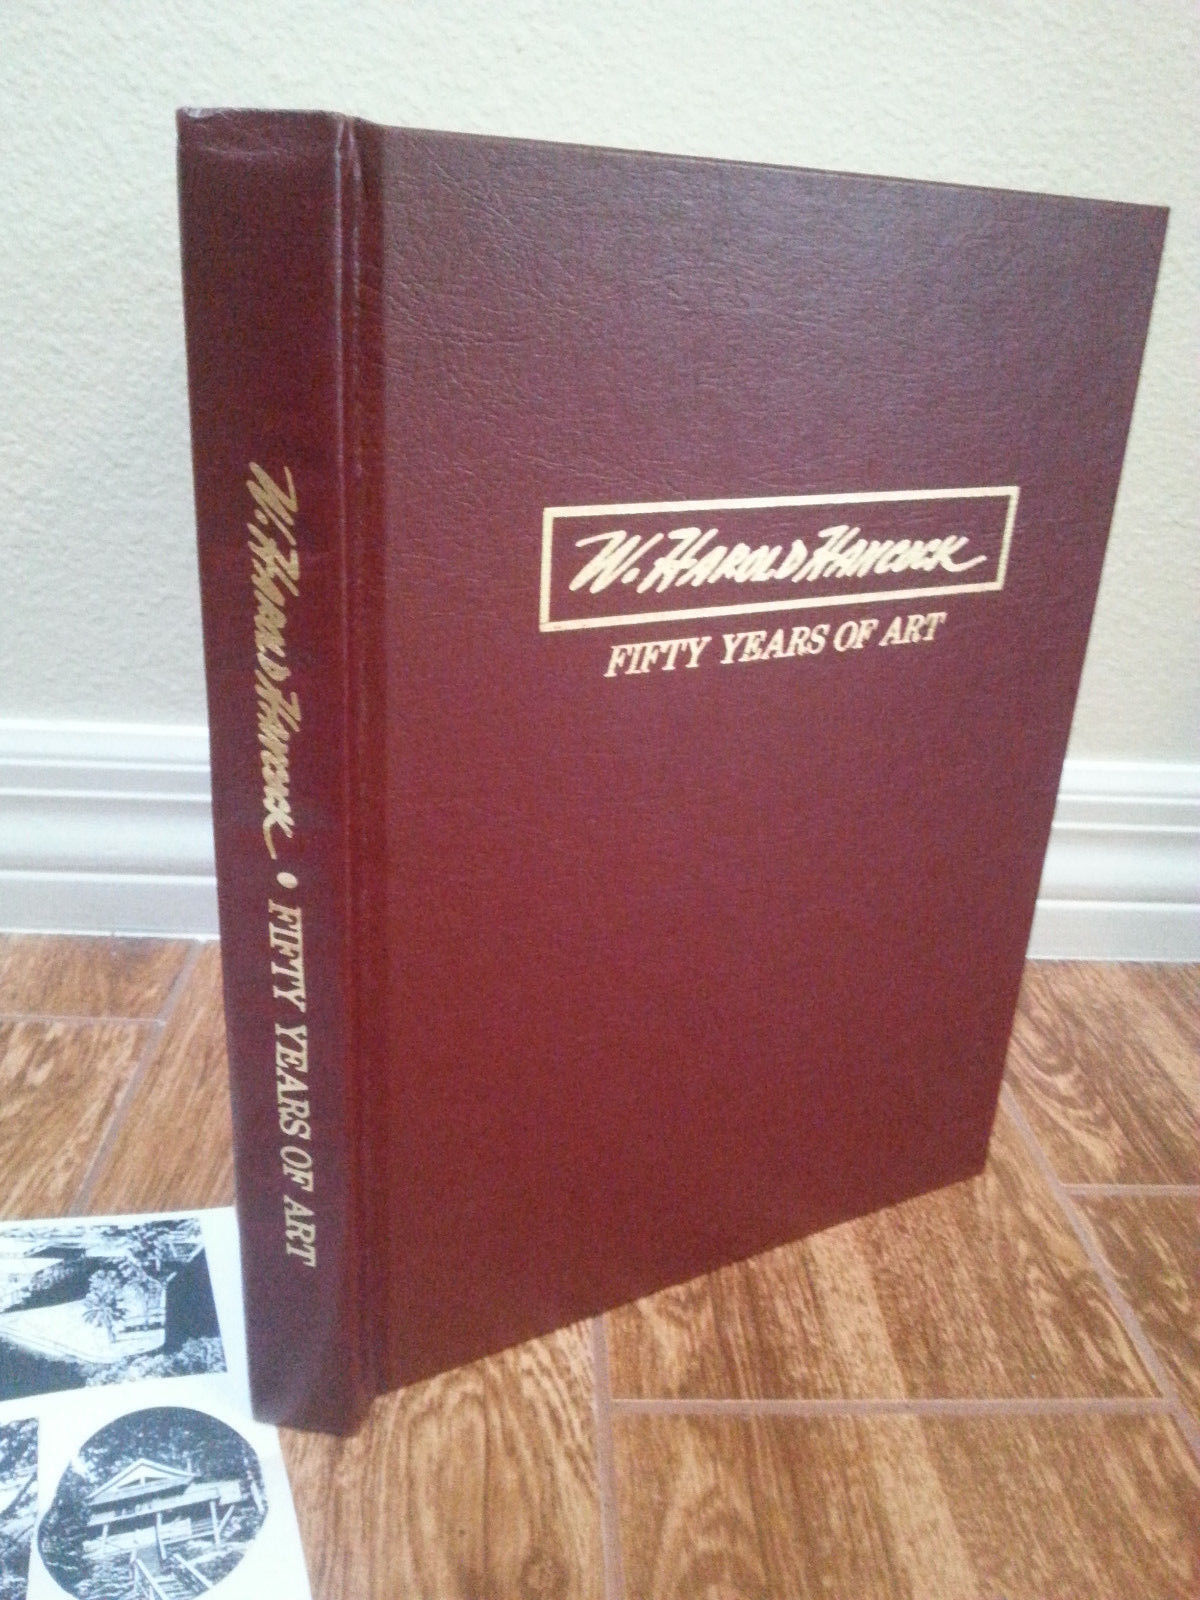 W. HAROLD HANCOCK • FIFTY YEARS OF ART
W. HAROLD HANCOCK
FIFTY YEARS OF ART